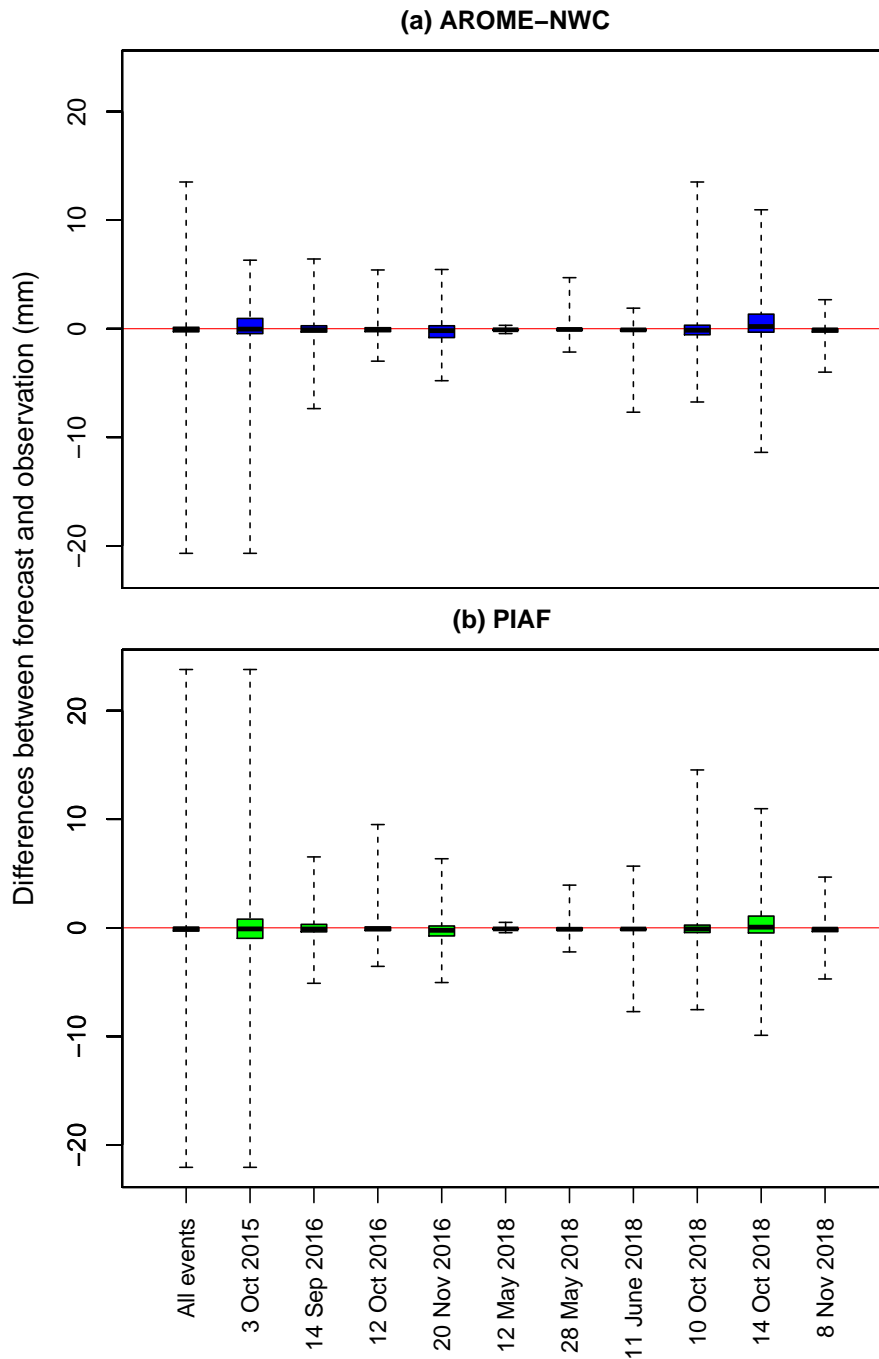 (a) AROME−NWC
Differences between forecast and observation (mm)
20
10
0
−10
−20
(b) PIAF
20
10
0
−10
−20
All events
3 Oct 2015
14 Sep 2016
12 Oct 2016
20 Nov 2016
12 May 2018
28 May 2018
11 June 2018
10 Oct 2018
14 Oct 2018
8 Nov 2018